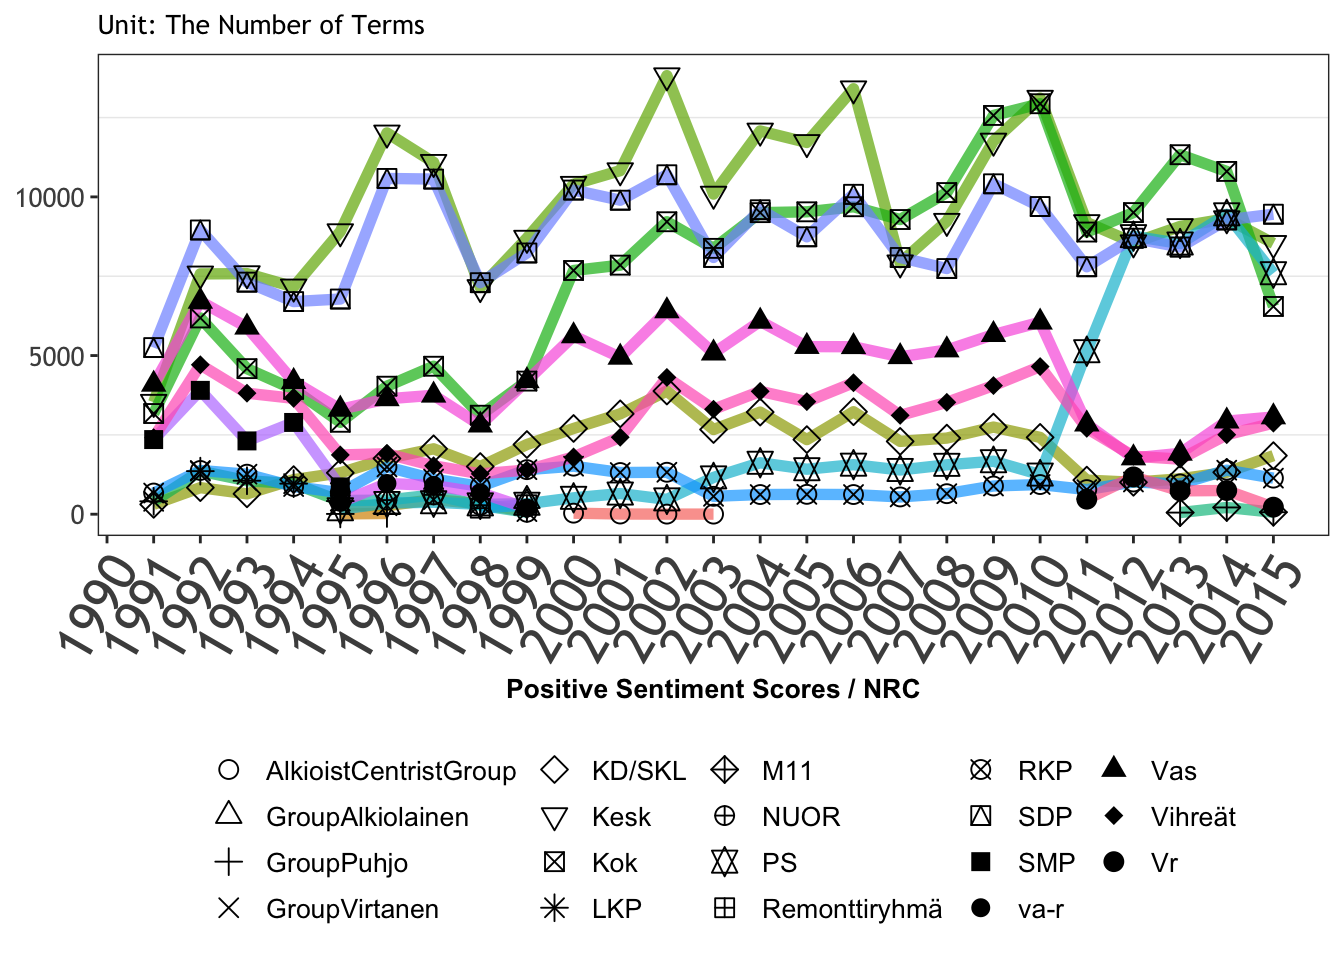 Unit: The Number of Terms
10000
5000
0
1990 1991 1992 1993 1994 1995 1996 1997 1998 1999 2000 2001 2002 2003 2004 2005 2006 2007 2008 2009 2010 2011 2012 2013 2014 2015
Positive Sentiment Scores / NRC
AlkioistCentristGroup KD/SKL M11 RKP Vas
GroupAlkiolainen Kesk NUOR SDP Vihreät
GroupPuhjo Kok PS SMP Vr
GroupVirtanen LKP Remonttiryhmä va-r